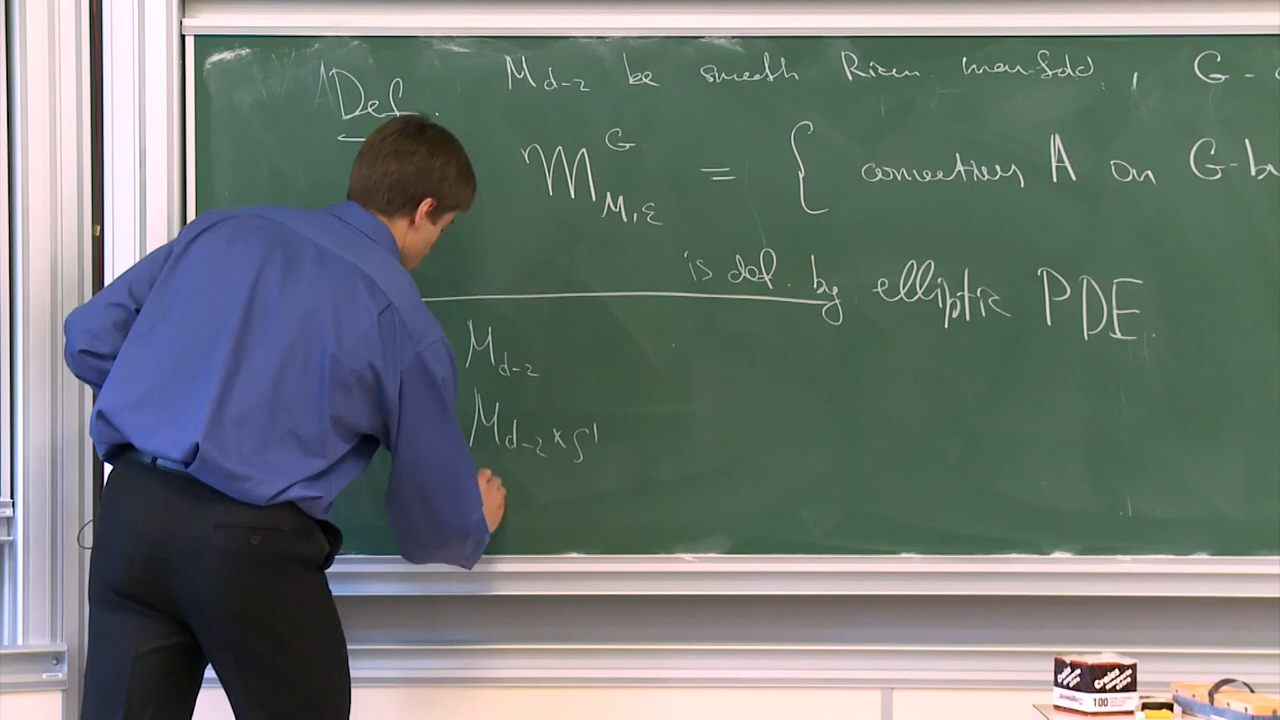 Def. M_{d-2} be smooth Riem. manifold, G-
M^G_{M,ε} = { connections A on G-b
is def. by elliptic PDE.
M_{d-2}
M_{d-2} × S^1
100